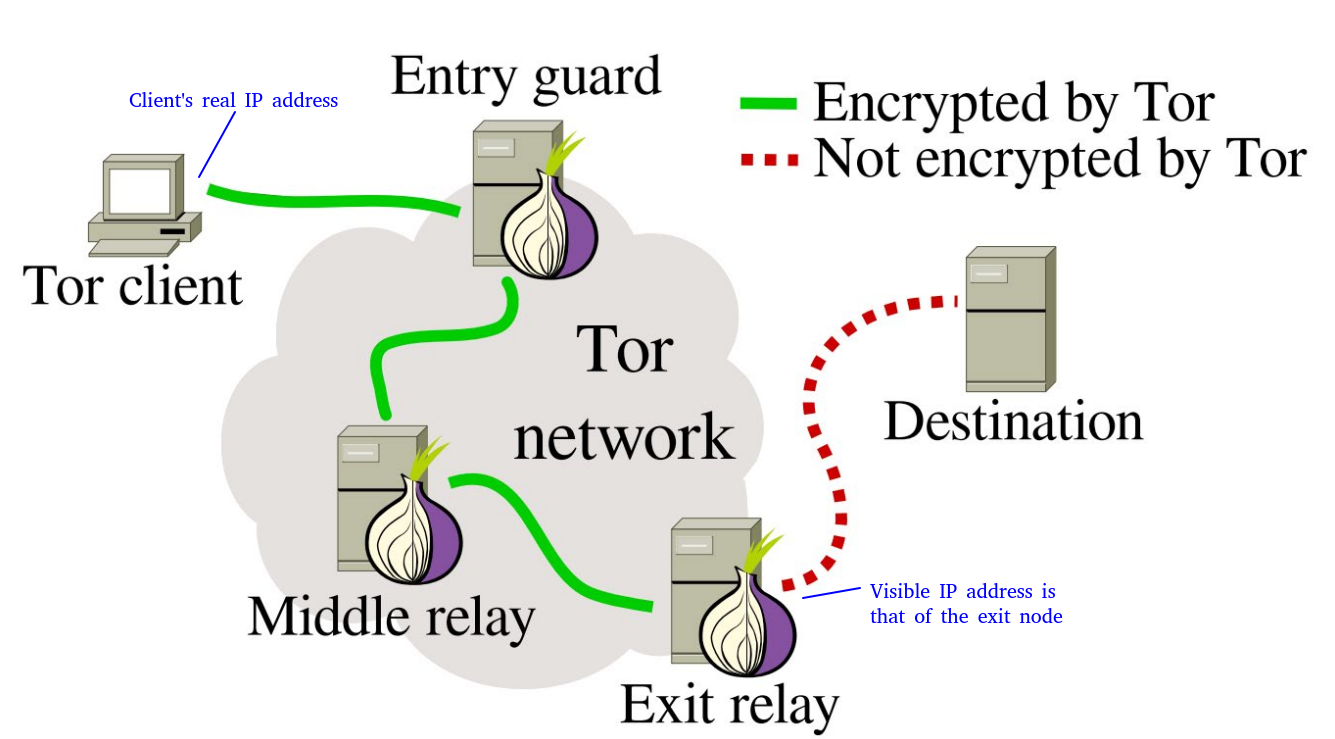 Entry guard
Client's real IP address
Encrypted by Tor
Not encrypted by Tor
Tor client
Tor
network
Destination
Middle relay
Visible IP address is
that of the exit node
Exit relay